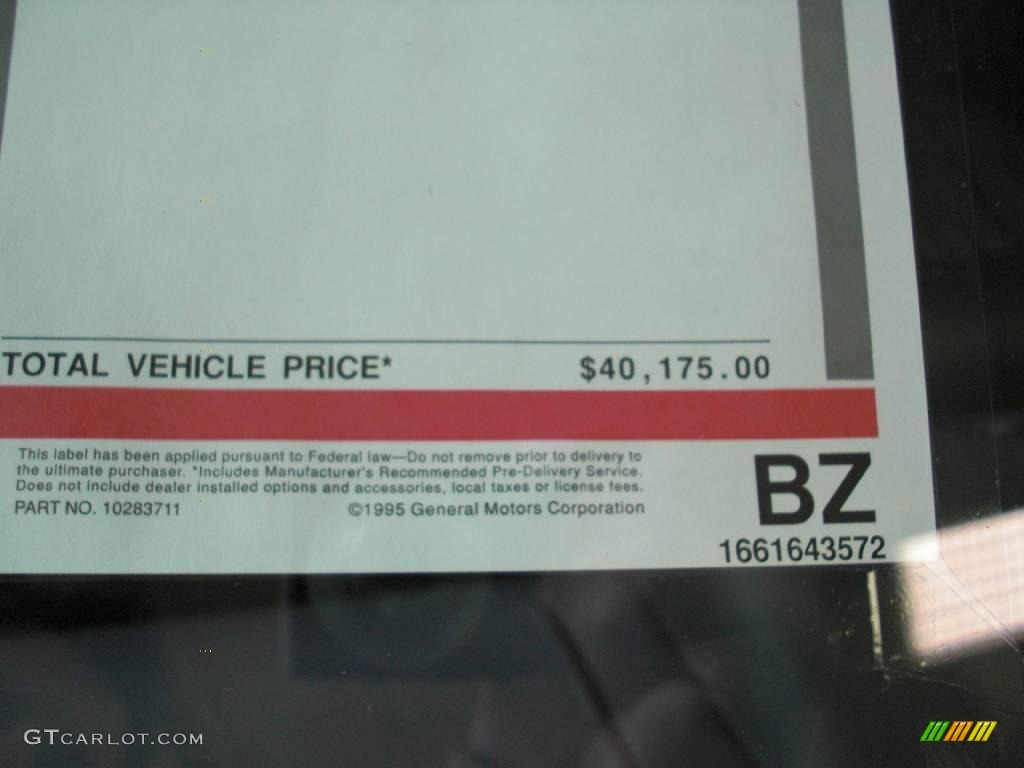 TOTAL VEHICLE PRICE* $40,175.00
This label has been applied pursuant to Federal law—Do not remove prior to delivery to
the ultimate purchaser. *Includes Manufacturer's Recommended Pre-Delivery Service.
Does not include dealer installed options and accessories, local taxes or license fees.
PART NO. 10283711 ©1995 General Motors Corporation
BZ
1661643572
GTCARLOT.COM